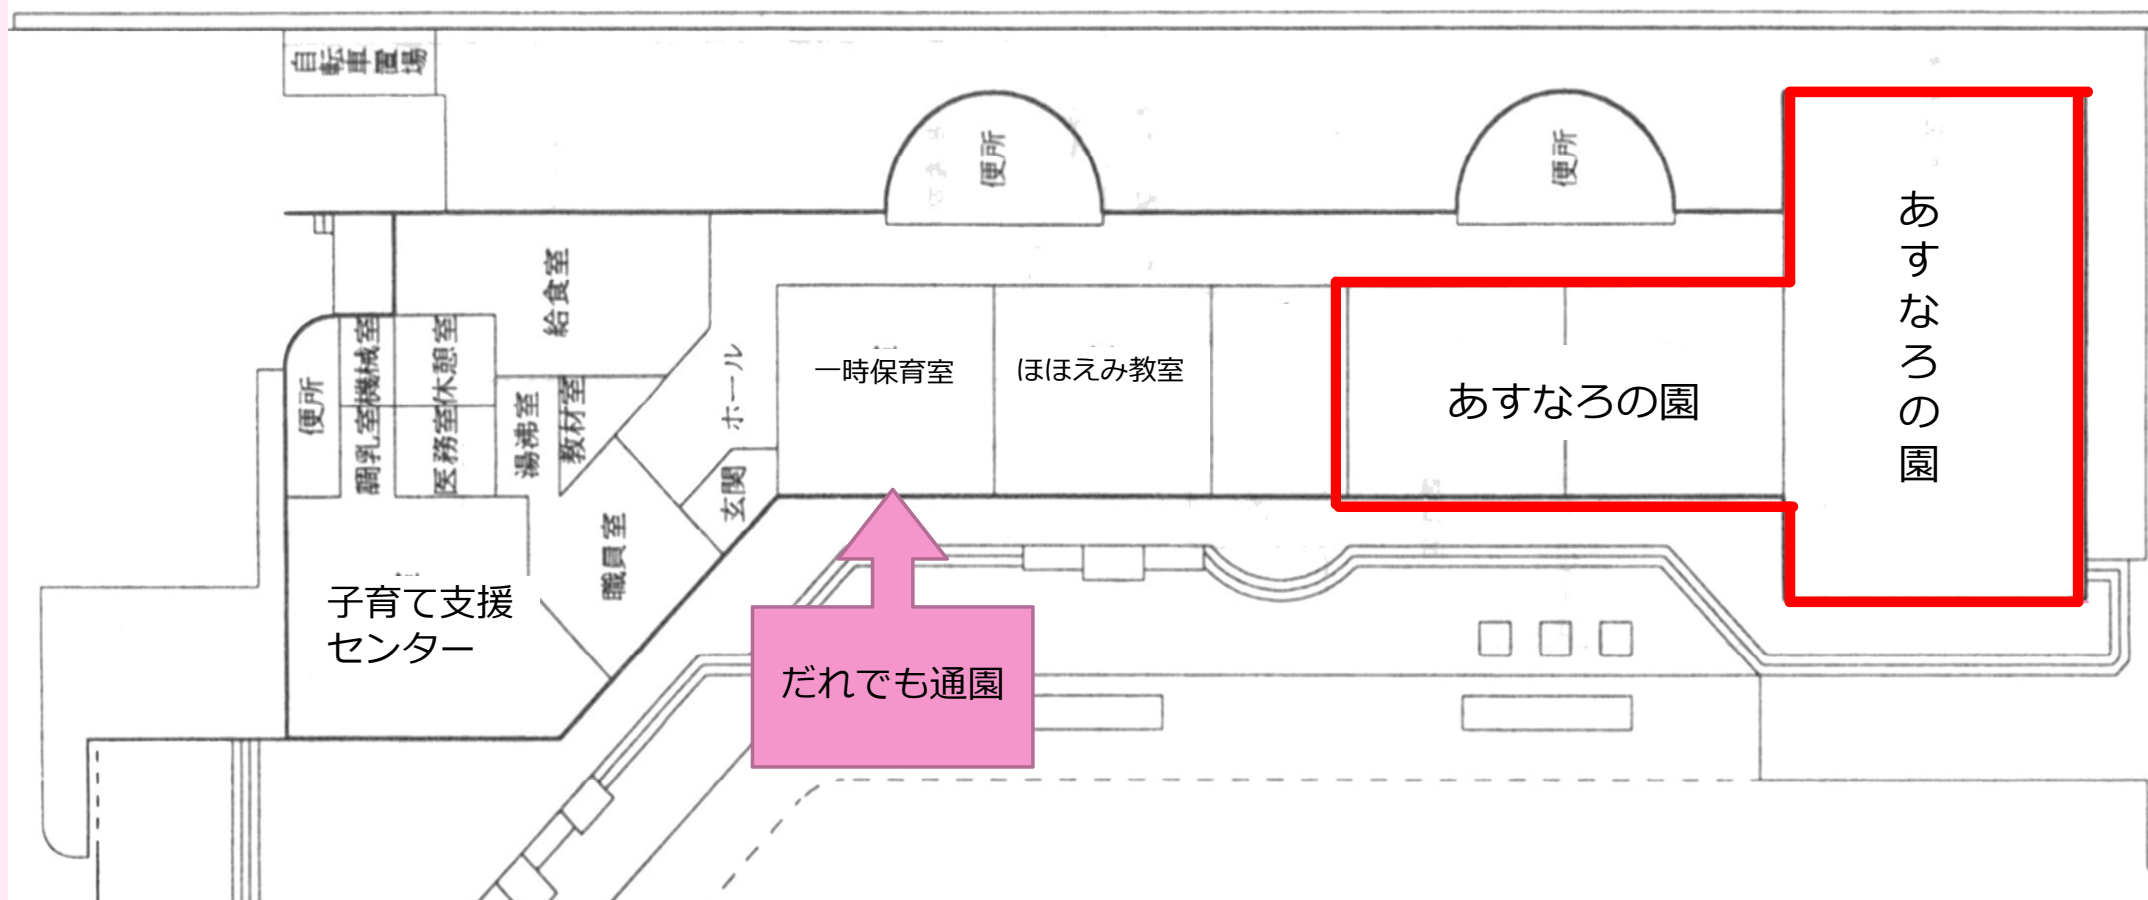 自転車置場
便所
便所
給食室
機械室
休憩室
便所
調乳室
医務室
湯沸室
教材室
ホール
玄関
職員室
一時保育室
ほほえみ教室
あすなろの園
あすなろの園
子育て支援
センター
だれでも通園